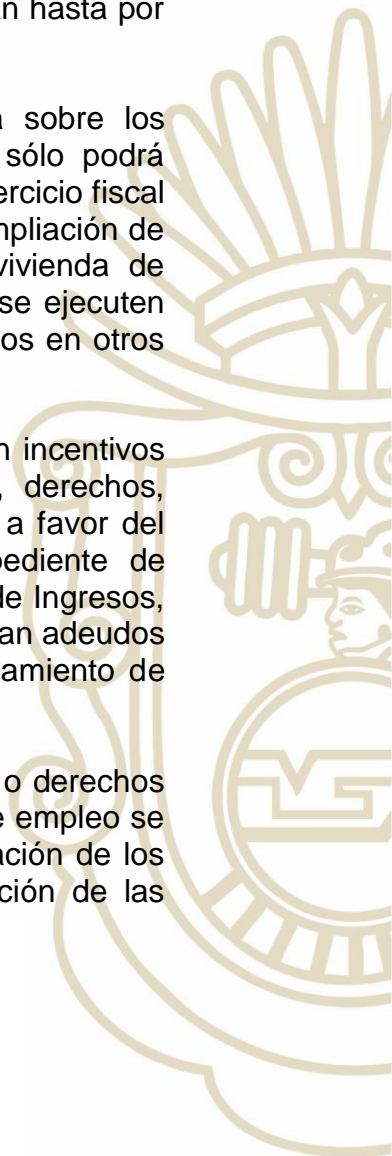 n hasta por
sobre los
sólo podrá
ercicio fiscal
mpliación de
vivienda de
se ejecuten
os en otros
n incentivos
, derechos,
a favor del
pediente de
de Ingresos,
an adeudos
amiento de
o derechos
e empleo se
ación de los
ción de las